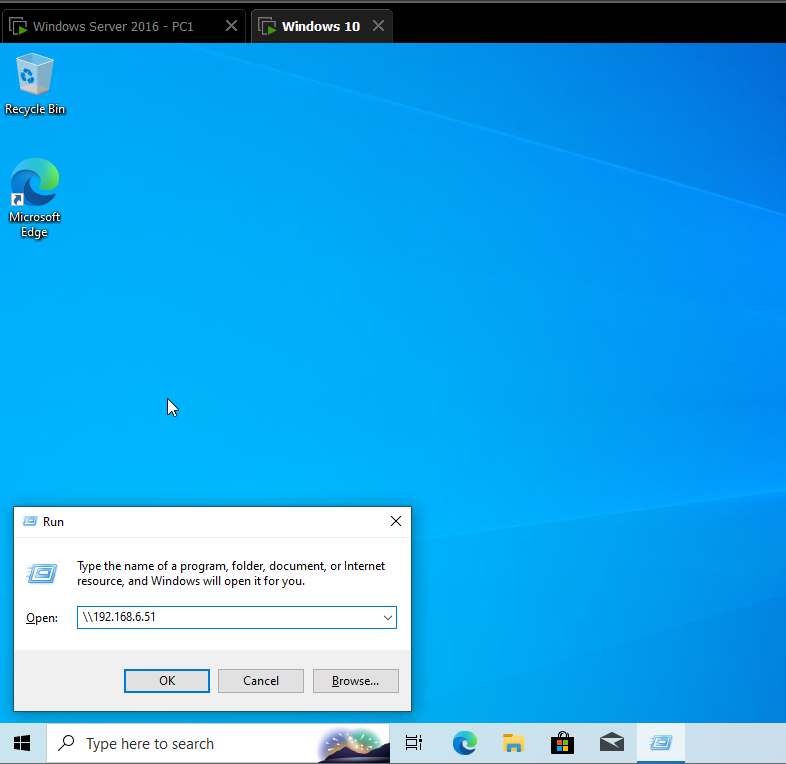 Windows Server 2016 - PC1
Windows 10
Recycle Bin
Microsoft
Edge
Run
Type the name of a program, folder, document, or Internet
resource, and Windows will open it for you.
Open:
\\192.168.6.51
OK
Cancel
Browse...
Type here to search